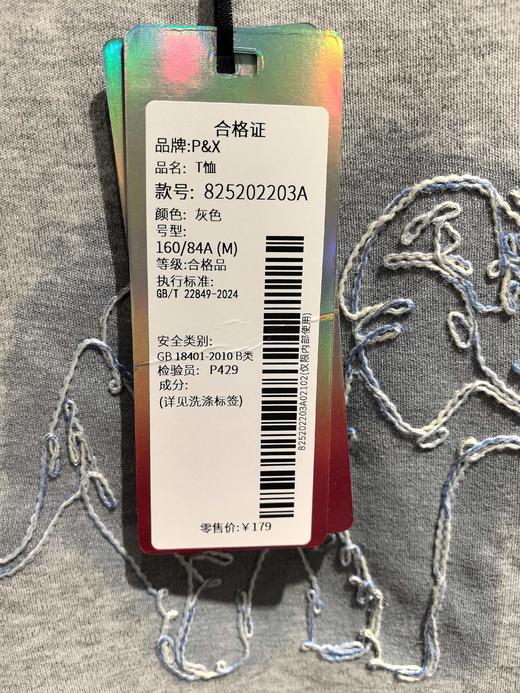 合格证
品牌:P&X
品名: T恤
款号: 825202203A
颜色: 灰色
号型:
160/84A (M)
等级:合格品
执行标准:
GB/T 22849-2024
安全类别:
GB 18401-2010 B类
检验员: P429
成分:
(详见洗涤标签)
825202203A02102(仅限内部使用)
零售价:￥179